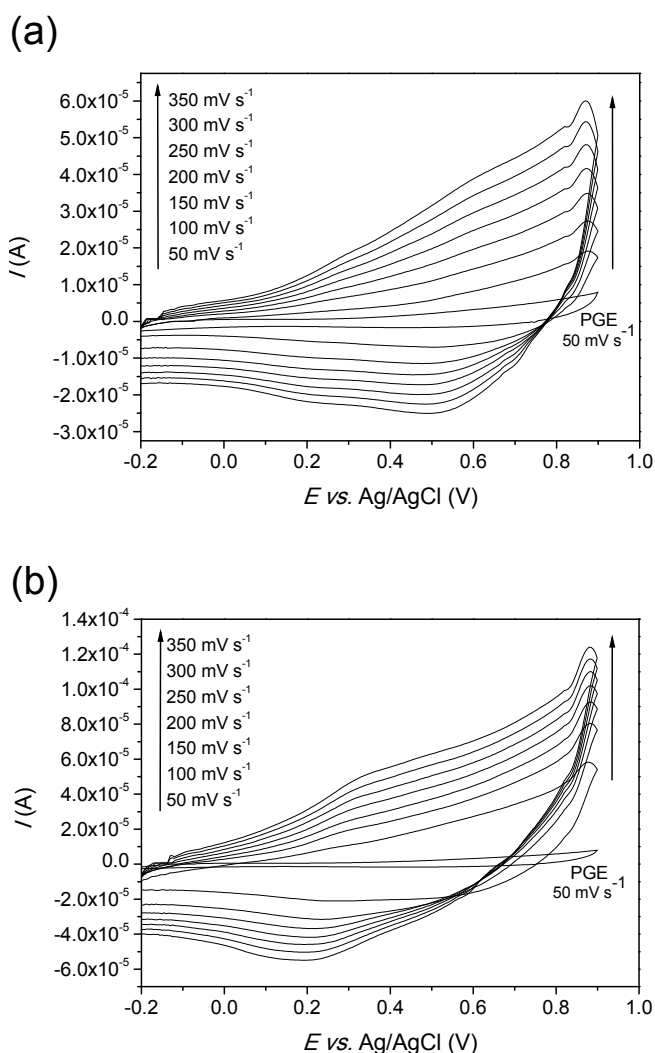 (a)
6.0x10⁻⁵
5.0x10⁻⁵
4.0x10⁻⁵
3.0x10⁻⁵
2.0x10⁻⁵
1.0x10⁻⁵
0.0
-1.0x10⁻⁵
-2.0x10⁻⁵
-3.0x10⁻⁵
I (A)
350 mV s⁻¹
300 mV s⁻¹
250 mV s⁻¹
200 mV s⁻¹
150 mV s⁻¹
100 mV s⁻¹
50 mV s⁻¹
PGE
50 mV s⁻¹
-0.2 0.0 0.2 0.4 0.6 0.8 1.0
E vs. Ag/AgCl (V)
(b)
1.4x10⁻⁴
1.2x10⁻⁴
1.0x10⁻⁴
8.0x10⁻⁵
6.0x10⁻⁵
4.0x10⁻⁵
2.0x10⁻⁵
0.0
-2.0x10⁻⁵
-4.0x10⁻⁵
-6.0x10⁻⁵
I (A)
350 mV s⁻¹
300 mV s⁻¹
250 mV s⁻¹
200 mV s⁻¹
150 mV s⁻¹
100 mV s⁻¹
50 mV s⁻¹
PGE
50 mV s⁻¹
-0.2 0.0 0.2 0.4 0.6 0.8 1.0
E vs. Ag/AgCl (V)